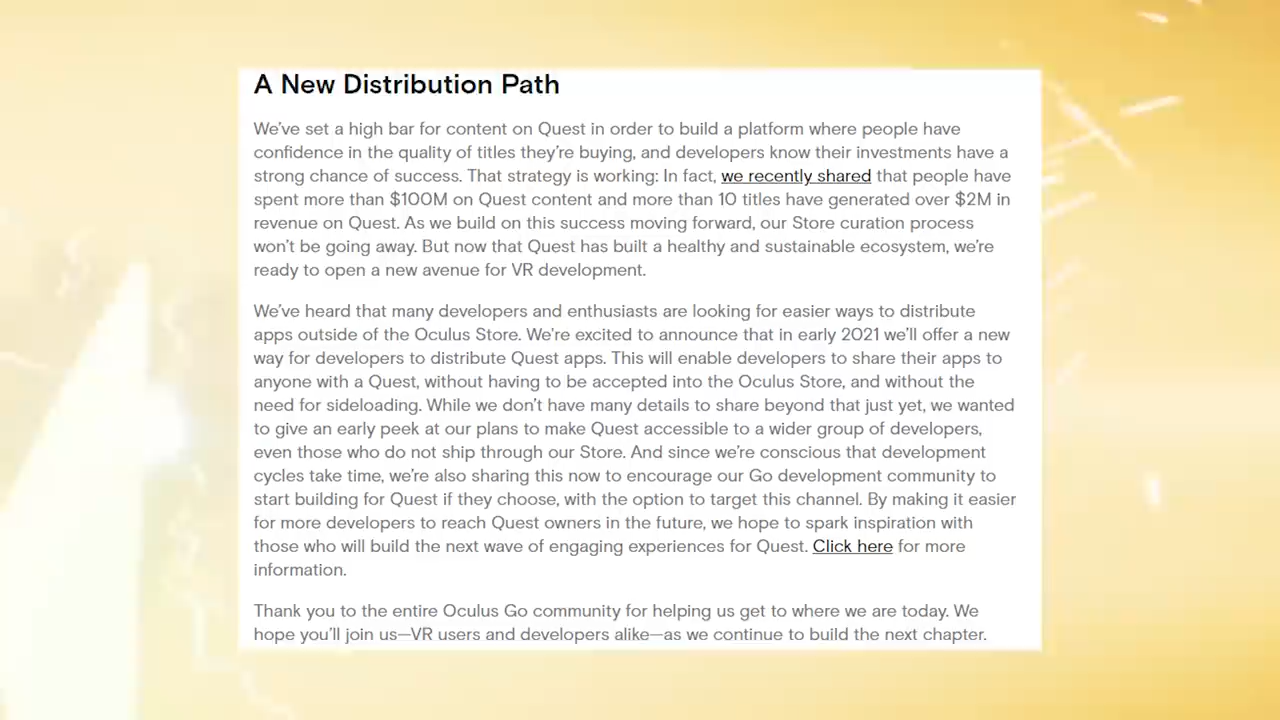 A New Distribution Path
We've set a high bar for content on Quest in order to build a platform where people have
confidence in the quality of titles they're buying, and developers know their investments have a
strong chance of success. That strategy is working: In fact, we recently shared that people have
spent more than $100M on Quest content and more than 10 titles have generated over $2M in
revenue on Quest. As we build on this success moving forward, our Store curation process
won't be going away. But now that Quest has built a healthy and sustainable ecosystem, we're
ready to open a new avenue for VR development.
We've heard that many developers and enthusiasts are looking for easier ways to distribute
apps outside of the Oculus Store. We're excited to announce that in early 2021 we'll offer a new
way for developers to distribute Quest apps. This will enable developers to share their apps to
anyone with a Quest, without having to be accepted into the Oculus Store, and without the
need for sideloading. While we don't have many details to share beyond that just yet, we wanted
to give an early peek at our plans to make Quest accessible to a wider group of developers,
even those who do not ship through our Store. And since we're conscious that development
cycles take time, we're also sharing this now to encourage our Go development community to
start building for Quest if they choose, with the option to target this channel. By making it easier
for more developers to reach Quest owners in the future, we hope to spark inspiration with
those who will build the next wave of engaging experiences for Quest. Click here for more
information.
Thank you to the entire Oculus Go community for helping us get to where we are today. We
hope you'll join us—VR users and developers alike—as we continue to build the next chapter.